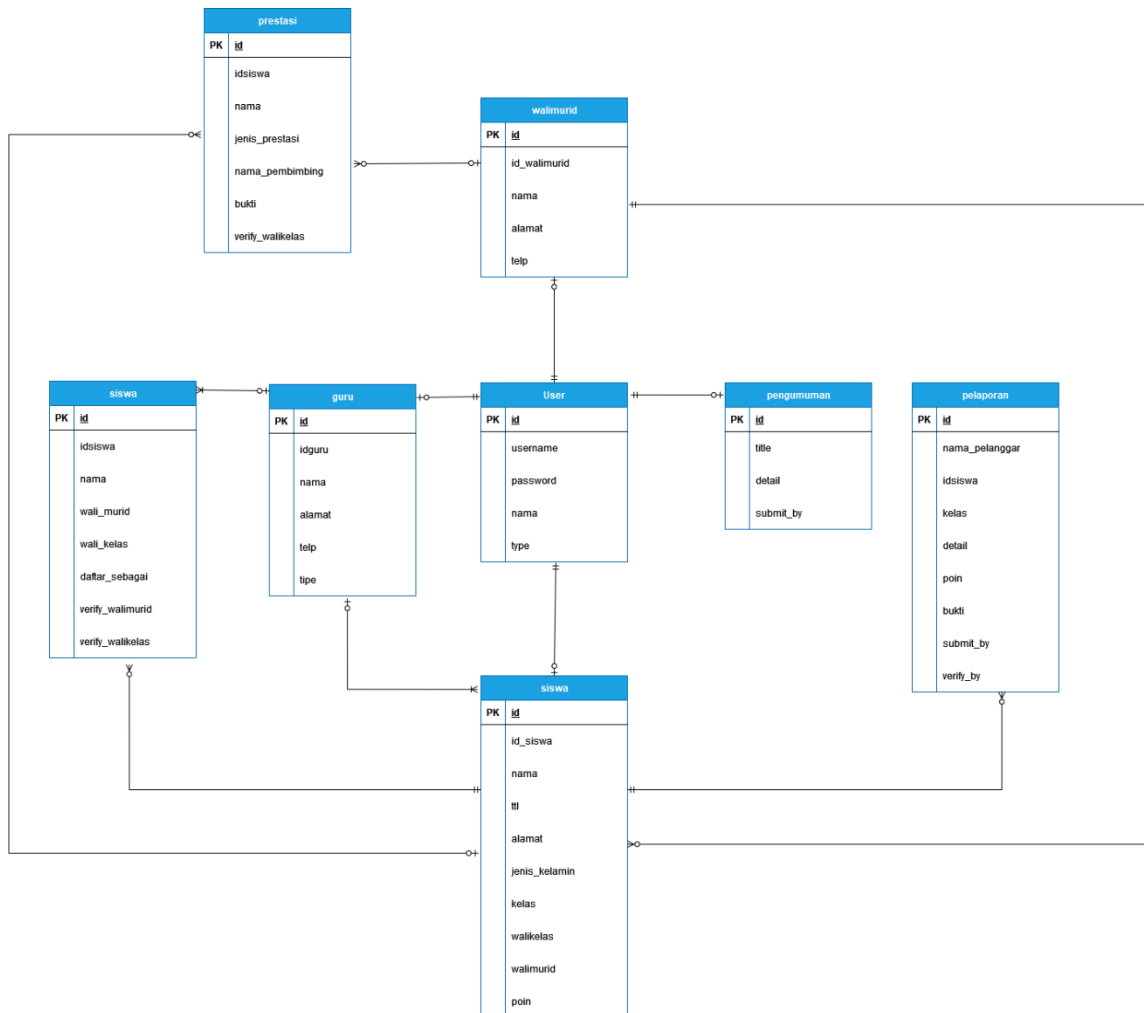 prestasi
PK id
idsiswa
nama
jenis_prestasi
nama_pembimbing
bukti
verify_walikelas
walimurid
PK id
id_walimurid
nama
alamat
telp
siswa
PK id
idsiswa
nama
wali_murid
wali_kelas
daftar_sebagai
verify_walimurid
verify_walikelas
guru
PK id
idguru
nama
alamat
telp
tipe
User
PK id
username
password
nama
type
pengumuman
PK id
title
detail
submit_by
pelaporan
PK id
nama_pelanggar
idsiswa
kelas
detail
poin
bukti
submit_by
verify_by
siswa
PK id
id_siswa
nama
ttl
alamat
jenis_kelamin
kelas
walikelas
walimurid
poin